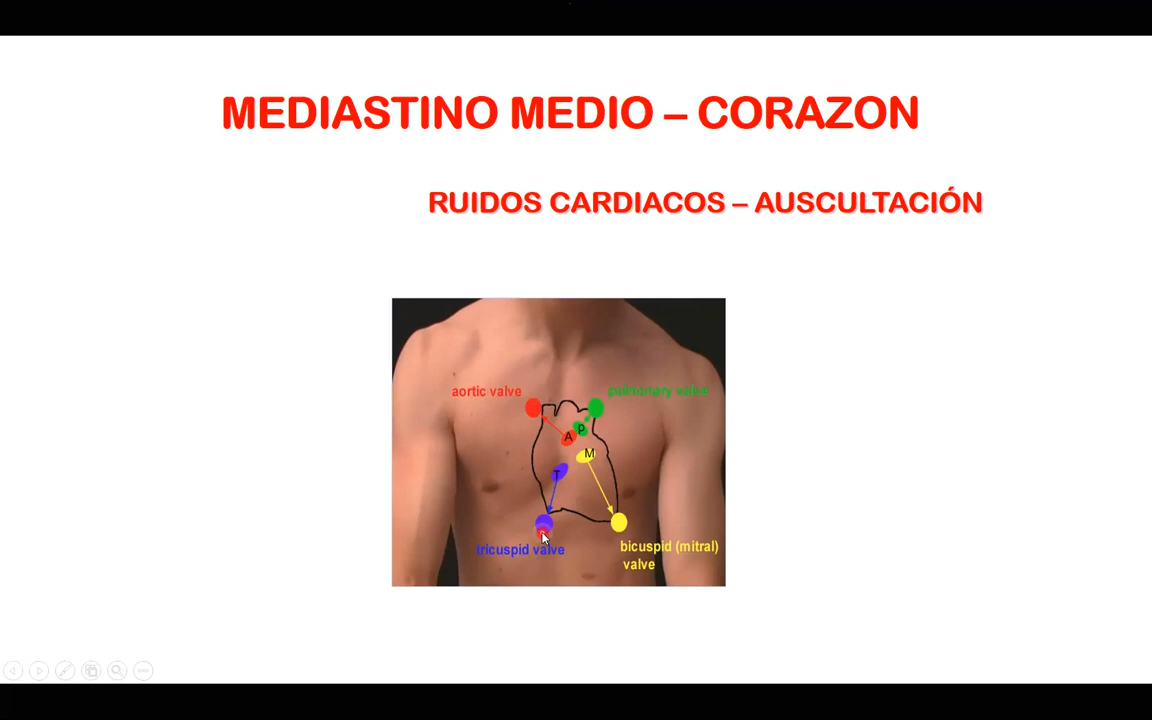 MEDIASTINO MEDIO – CORAZON
RUIDOS CARDIACOS – AUSCULTACIÓN
aortic valve
pulmonary valve
P
A
M
T
tricuspid valve
bicuspid (mitral)
valve